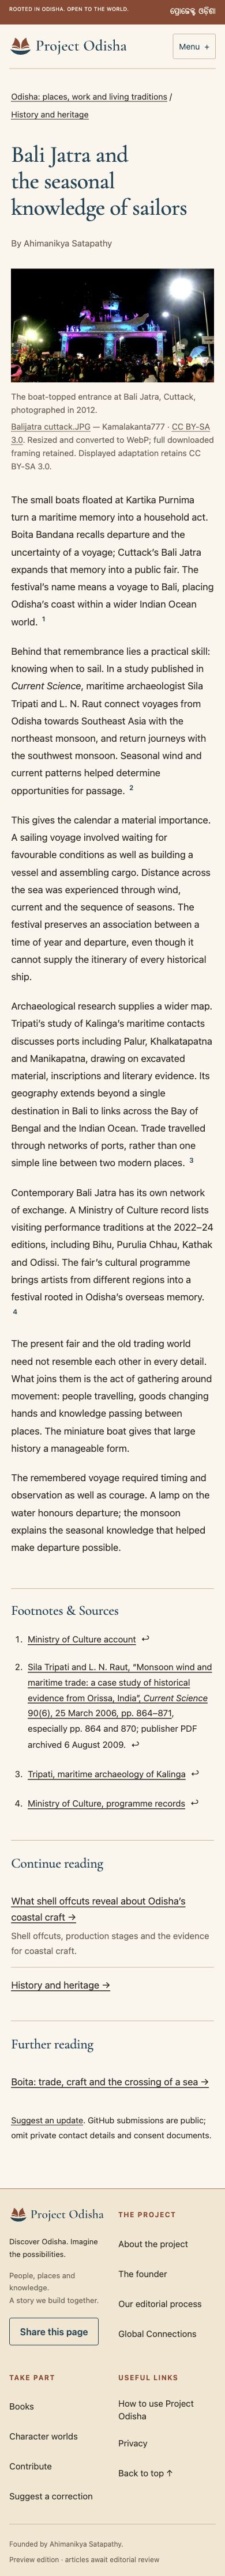 ROOTED IN ODISHA. OPEN TO THE WORLD.
ପ୍ରୋଜେକ୍ଟ ଓଡ଼ିଶା
Project Odisha
Menu +
Odisha: places, work and living traditions /
History and heritage
Bali Jatra and
the seasonal
knowledge of sailors
By Ahimanikya Satapathy
The boat-topped entrance at Bali Jatra, Cuttack,
photographed in 2012.
Balijatra cuttack.JPG — Kamalakanta777 · CC BY-SA
3.0. Resized and converted to WebP; full downloaded
framing retained. Displayed adaptation retains CC
BY-SA 3.0.
The small boats floated at Kartika Purnima
turn a maritime memory into a household act.
Boita Bandana recalls departure and the
uncertainty of a voyage; Cuttack's Bali Jatra
expands that memory into a public fair. The
festival's name means a voyage to Bali, placing
Odisha's coast within a wider Indian Ocean
world. 1
Behind that remembrance lies a practical skill:
knowing when to sail. In a study published in
Current Science, maritime archaeologist Sila
Tripati and L. N. Raut connect voyages from
Odisha towards Southeast Asia with the
northeast monsoon, and return journeys with
the southwest monsoon. Seasonal wind and
current patterns helped determine
opportunities for passage. 2
This gives the calendar a material importance.
A sailing voyage involved waiting for
favourable conditions as well as building a
vessel and assembling cargo. Distance across
the sea was experienced through wind,
current and the sequence of seasons. The
festival preserves an association between a
time of year and departure, even though it
cannot supply the itinerary of every historical
ship.
Archaeological research supplies a wider map.
Tripati's study of Kalinga's maritime contacts
discusses ports including Palur, Khalkatapatna
and Manikapatna, drawing on excavated
material, inscriptions and literary evidence. Its
geography extends beyond a single
destination in Bali to links across the Bay of
Bengal and the Indian Ocean. Trade travelled
through networks of ports, rather than one
simple line between two modern places. 3
Contemporary Bali Jatra has its own network
of exchange. A Ministry of Culture record lists
visiting performance traditions at the 2022–24
editions, including Bihu, Purulia Chhau, Kathak
and Odissi. The fair's cultural programme
brings artists from different regions into a
festival rooted in Odisha's overseas memory.
4
The present fair and the old trading world
need not resemble each other in every detail.
What joins them is the act of gathering around
movement: people travelling, goods changing
hands and knowledge passing between
places. The miniature boat gives that large
history a manageable form.
The remembered voyage required timing and
observation as well as courage. A lamp on the
water honours departure; the monsoon
explains the seasonal knowledge that helped
make departure possible.
Footnotes & Sources
1. Ministry of Culture account ↩
2. Sila Tripati and L. N. Raut, “Monsoon wind and
maritime trade: a case study of historical
evidence from Orissa, India”, Current Science
90(6), 25 March 2006, pp. 864–871,
especially pp. 864 and 870; publisher PDF
archived 6 August 2009. ↩
3. Tripati, maritime archaeology of Kalinga ↩
4. Ministry of Culture, programme records ↩
Continue reading
What shell offcuts reveal about Odisha's
coastal craft →
Shell offcuts, production stages and the evidence
for coastal craft.
History and heritage →
Further reading
Boita: trade, craft and the crossing of a sea →
Suggest an update. GitHub submissions are public;
omit private contact details and consent documents.
Project Odisha
Discover Odisha. Imagine
the possibilities.
People, places and
knowledge.
A story we build together.
Share this page
THE PROJECT
About the project
The founder
Our editorial process
Global Connections
TAKE PART
Books
Character worlds
Contribute
Suggest a correction
USEFUL LINKS
How to use Project
Odisha
Privacy
Back to top ↑
Founded by Ahimanikya Satapathy.
Preview edition · articles await editorial review